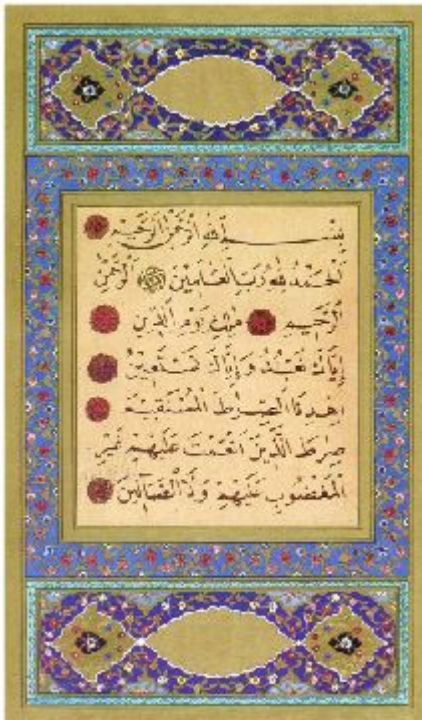 بسم الله الرحمن الرحيم
الحمد لله رب العالمين الرحمن
الرحيم ملك يوم الدين
إياك نعبد وإياك نستعين
اهدنا الصراط المستقيم
صراط الذين أنعمت عليهم غير
المغضوب عليهم ولا الضالين